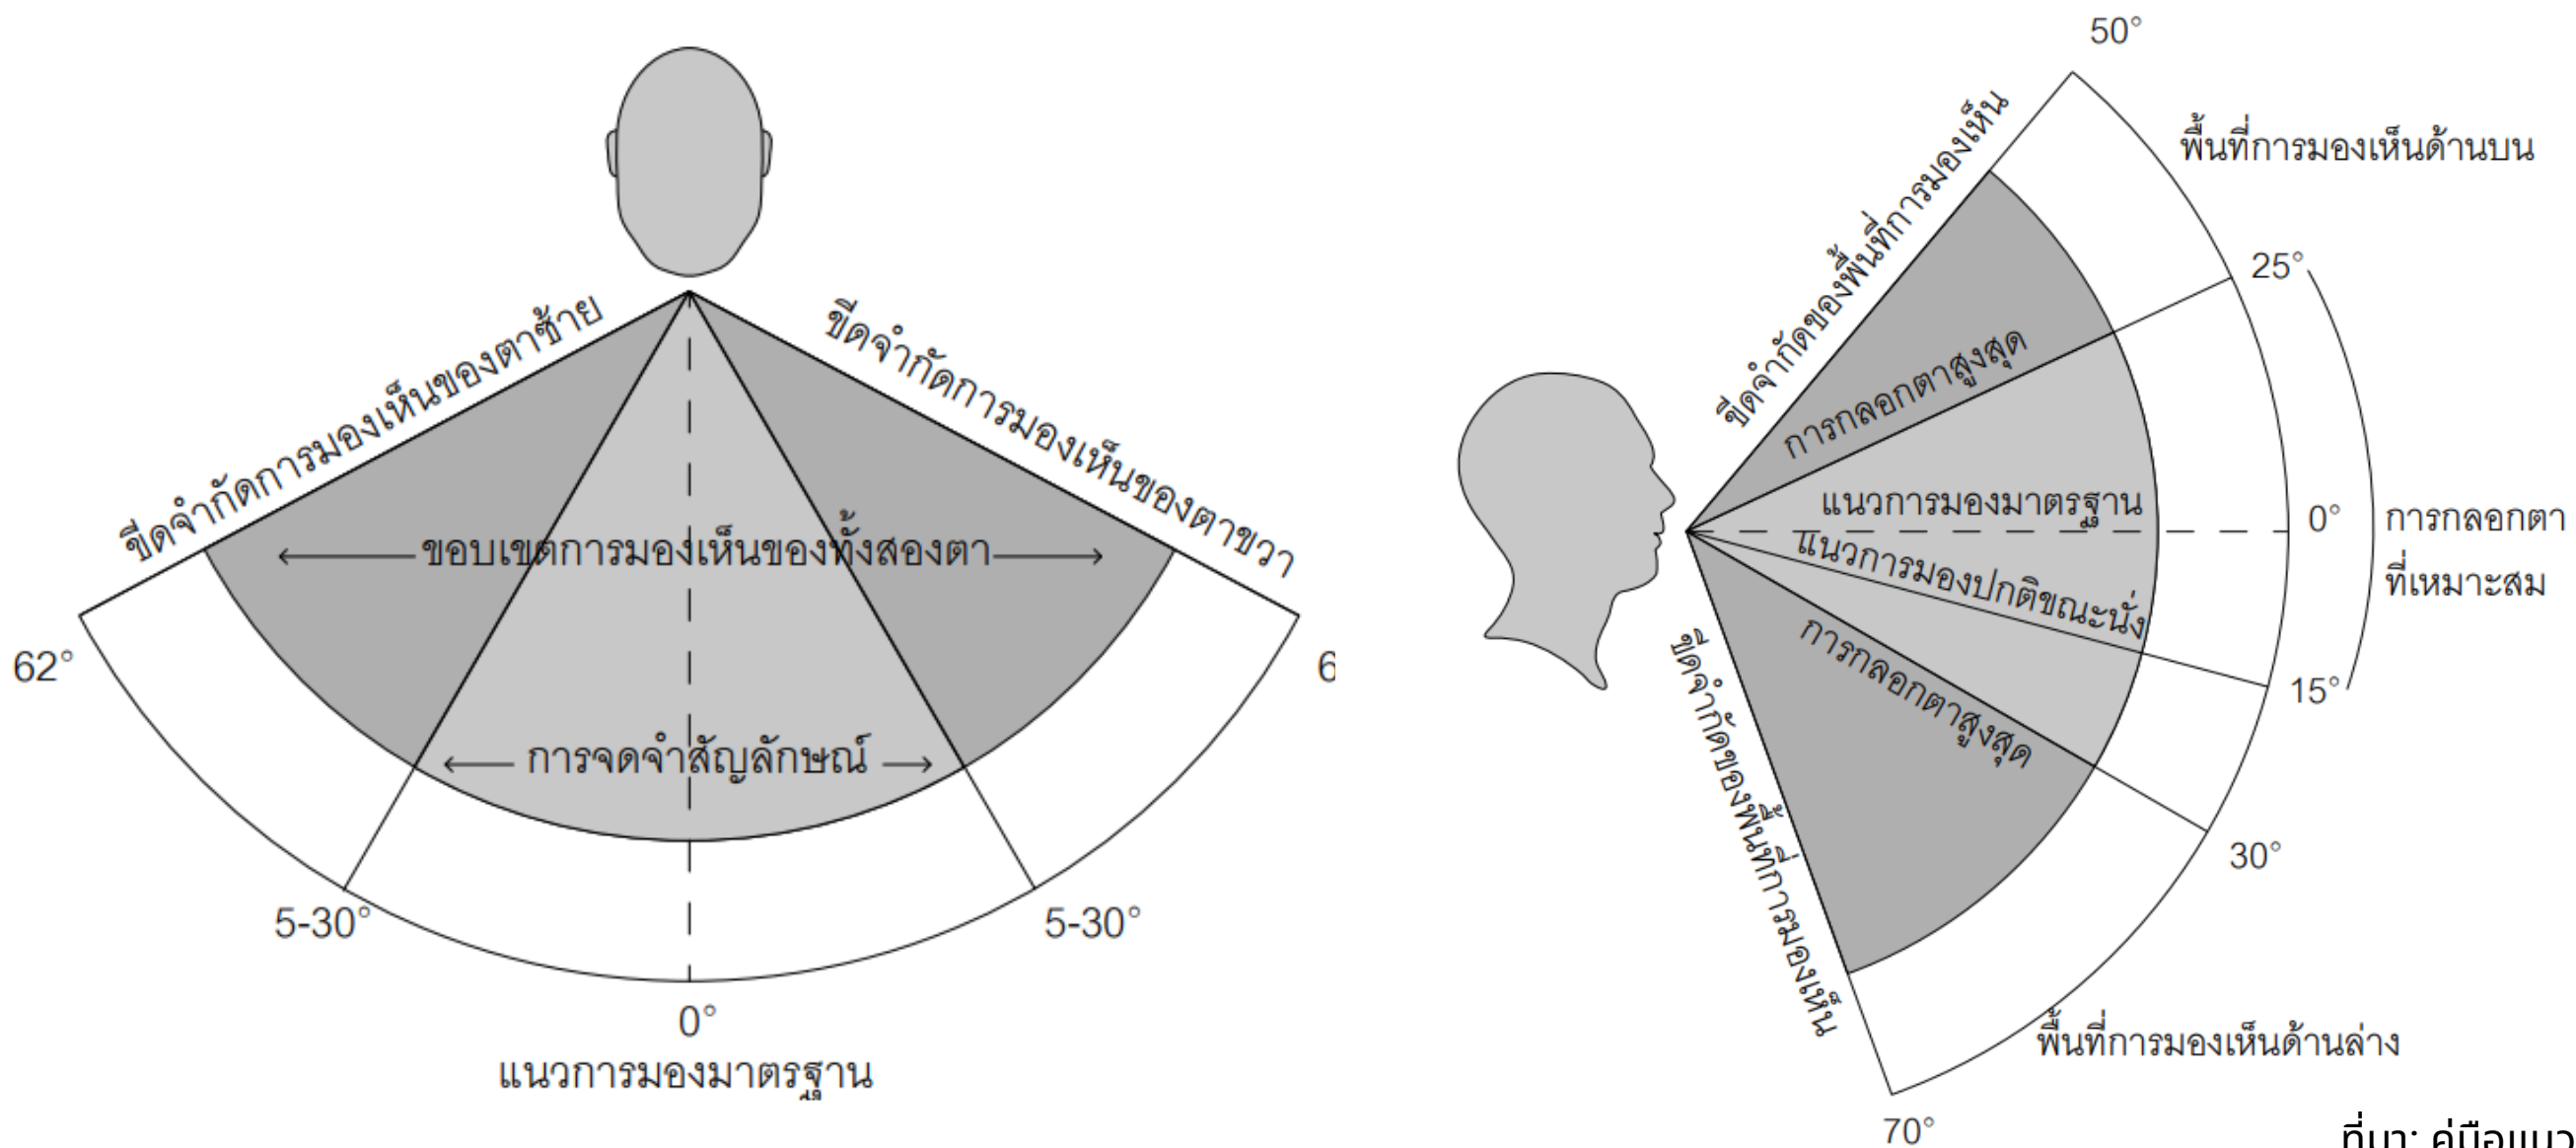 ขีดจำกัดการมองเห็นของตาซ้าย
ขีดจำกัดการมองเห็นของตาขวา
ขอบเขตการมองเห็นของทั้งสองตา
การจดจำสัญลักษณ์
62°
6
5-30°
5-30°
0°
แนวการมองมาตรฐาน
50°
พื้นที่การมองเห็นด้านบน
ขีดจำกัดของพื้นที่การมองเห็น
25°
การกลอกตาสูงสุด
แนวการมองมาตรฐาน
0°
การกลอกตา
ที่เหมาะสม
แนวการมองปกติขณะนั่ง
15°
การกลอกตาสูงสุด
30°
ขีดจำกัดของพื้นที่การมองเห็น
พื้นที่การมองเห็นด้านล่าง
70°
ที่มา: คู่มือแนว